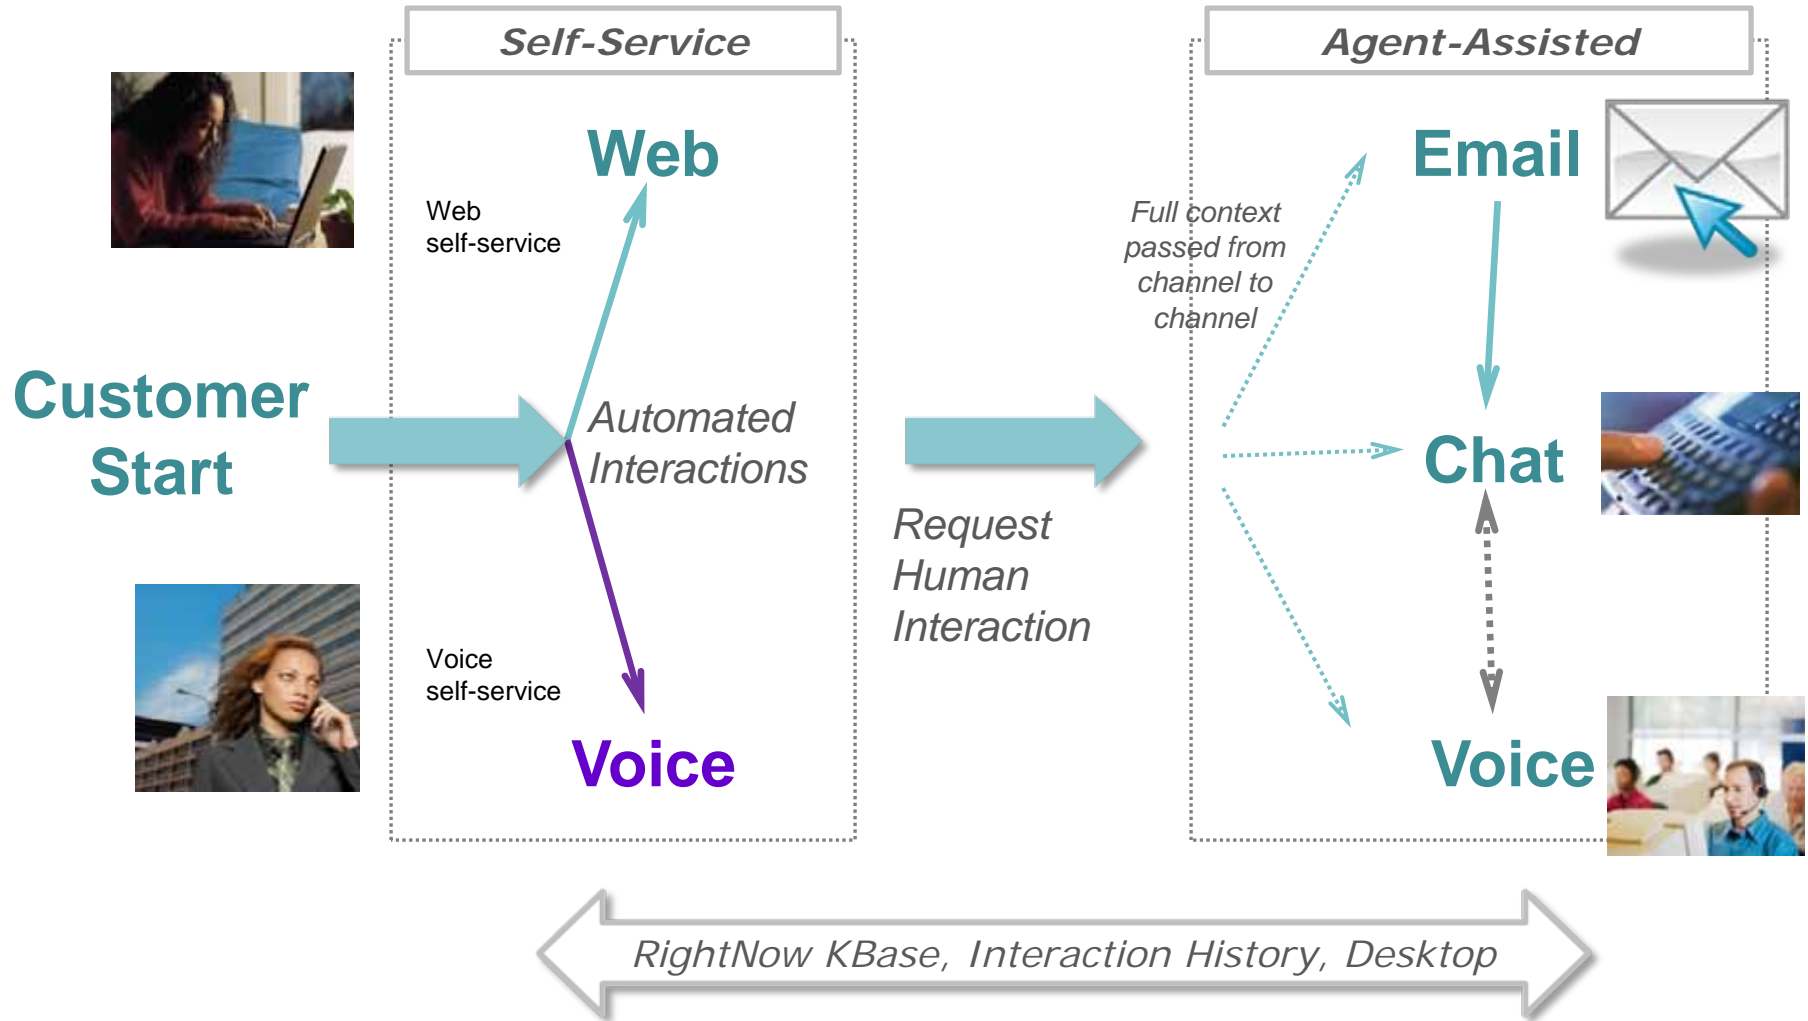 Self-Service
Agent-Assisted
Web
Web
self-service
Email
Full context
passed from
channel to
channel
Customer
Start
Automated
Interactions
Chat
Request
Human
Interaction
Voice
self-service
Voice
Voice
RightNow KBase, Interaction History, Desktop